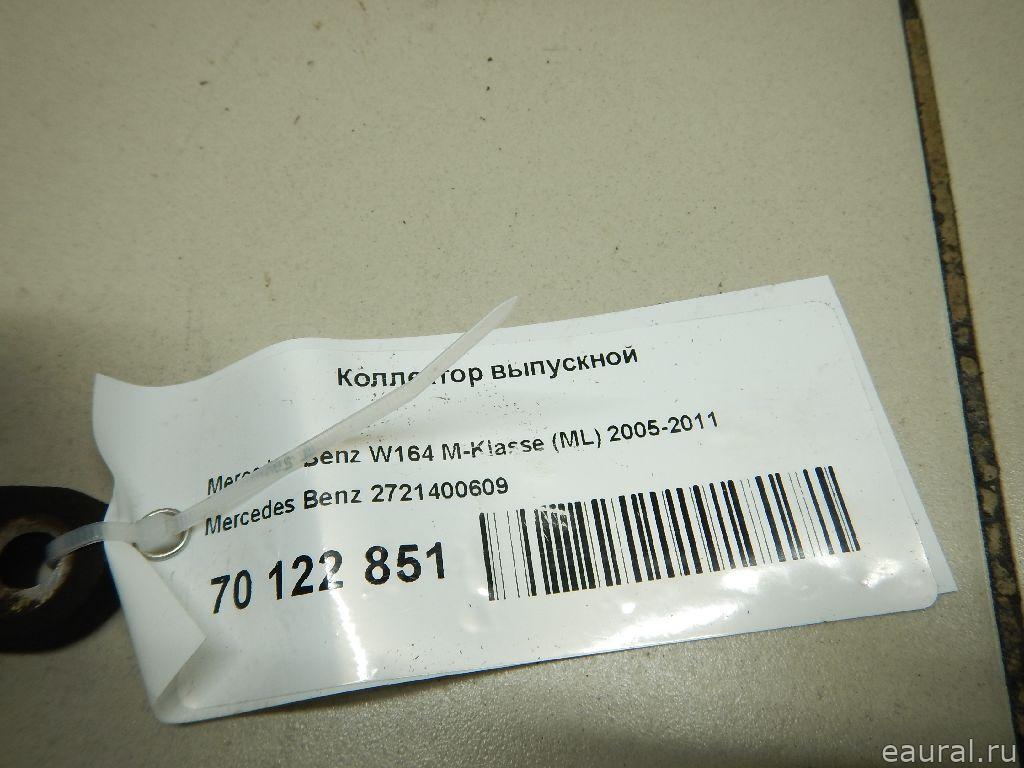 Коллектор выпускной
Mercedes Benz W164 M-Klasse (ML) 2005-2011
Mercedes Benz 2721400609
70 122 851
eaural.ru